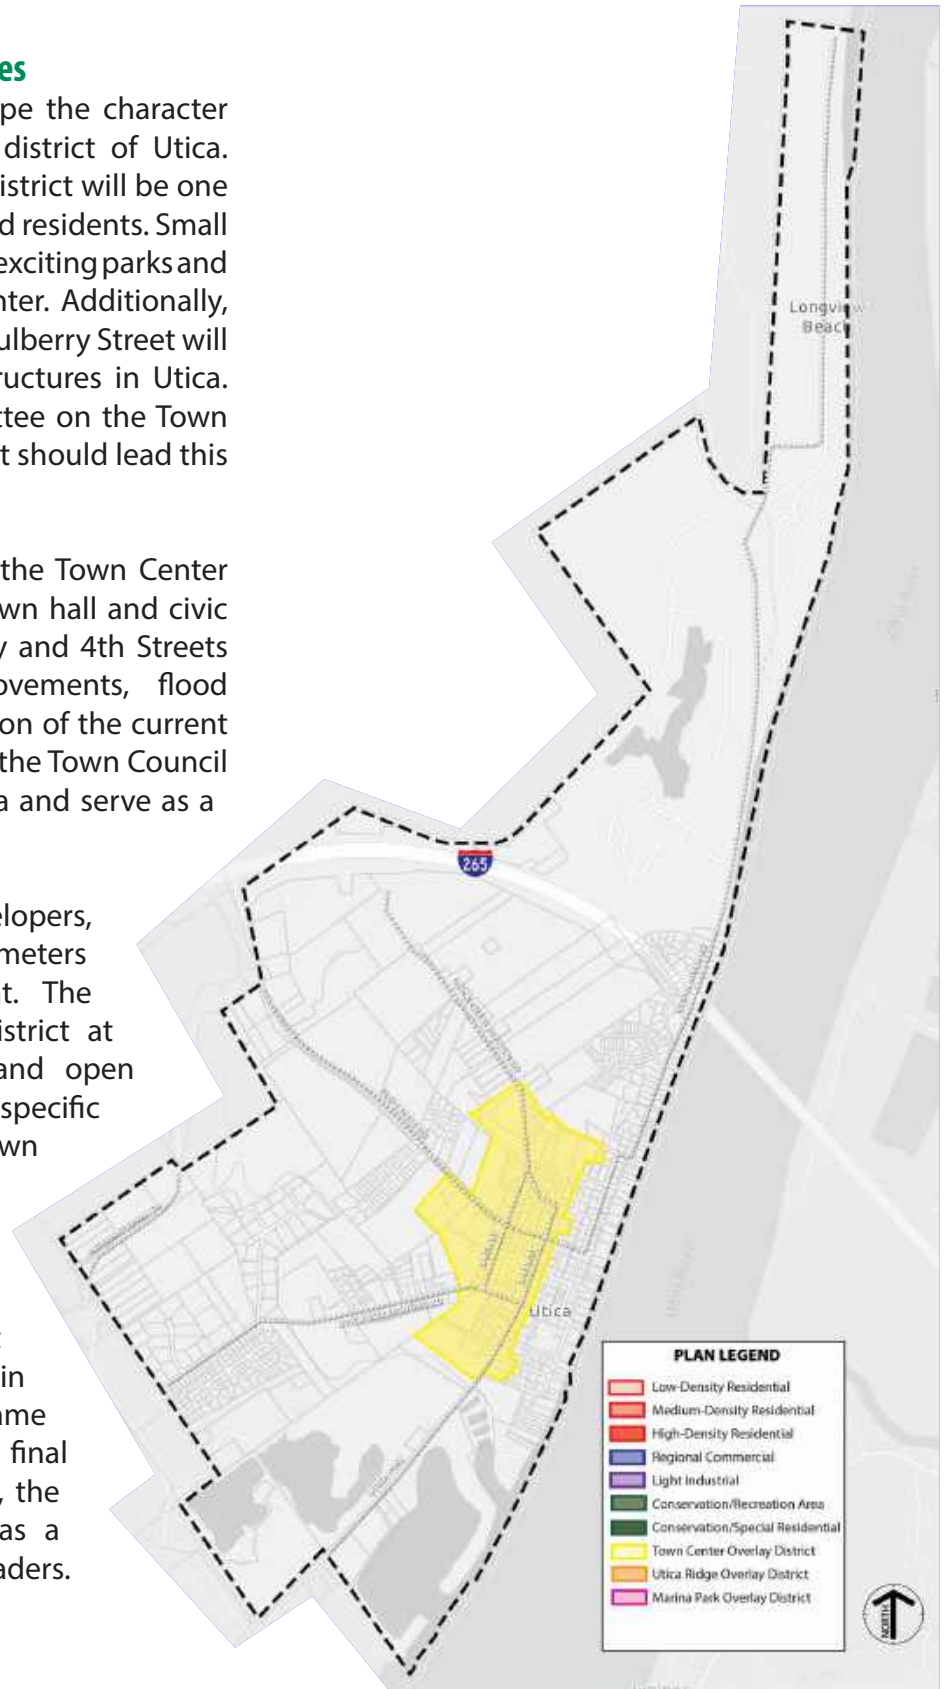 es
pe the character
district of Utica.
istrict will be one
d residents. Small
exciting parks and
nter. Additionally,
ulberry Street will
ructures in Utica.
ttee on the Town
t should lead this
the Town Center
wn hall and civic
y and 4th Streets
ovements, flood
on of the current
the Town Council
a and serve as a
elopers,
meters
t. The
istrict at
and open
specific
wn
in
ame
final
, the
as a
aders.
Longview
Beach
265
Utica
PLAN LEGEND
Low-Density Residential
Medium-Density Residential
High-Density Residential
Regional Commercial
Light Industrial
Conservation/Recreation Area
Conservation/Special Residential
Town Center Overlay District
Utica Ridge Overlay District
Marina Park Overlay District
NORTH